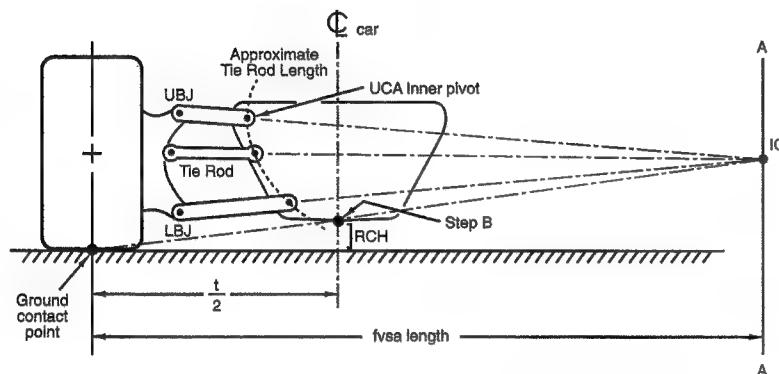 ℄ car
A
Approximate
Tie Rod Length
UCA Inner pivot
UBJ
IC
Tie Rod
LBJ
Step B
RCH
Ground
contact
point
t
2
fvsa length
A